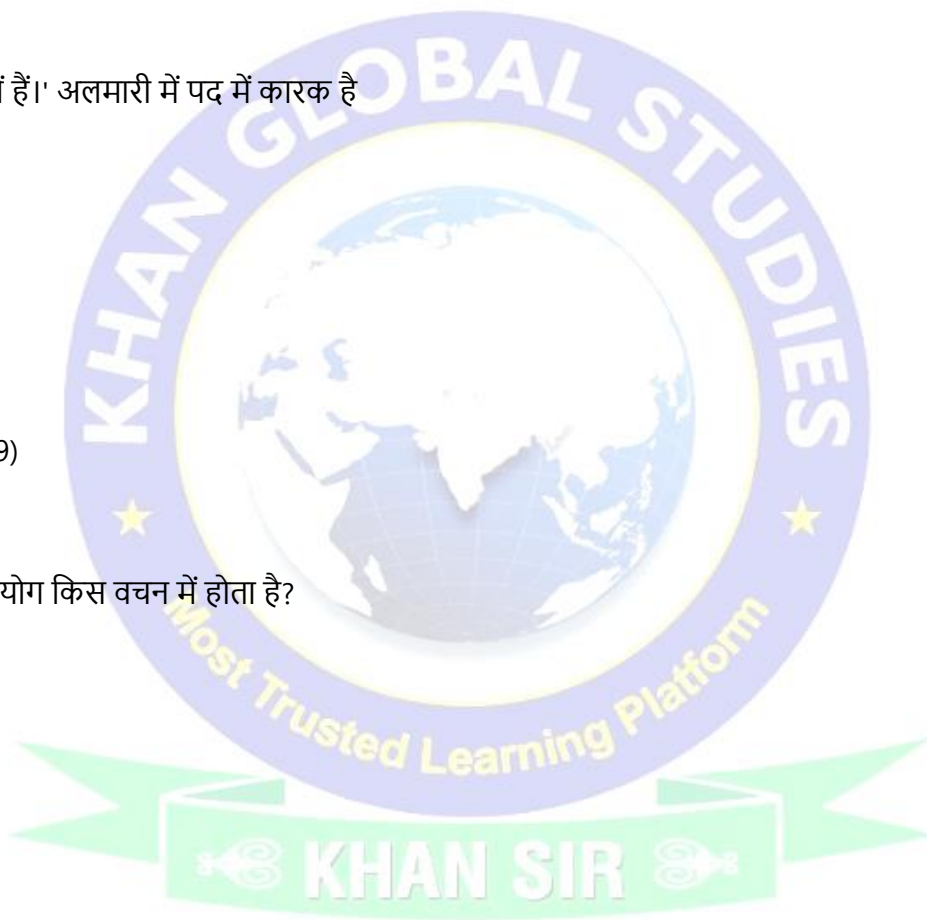 में हैं।' अलमारी में पद में कारक है
KHAN GLOBAL STUDIES
9)
योग किस वचन में होता है?
Most Trusted Learning Platform
KHAN SIR